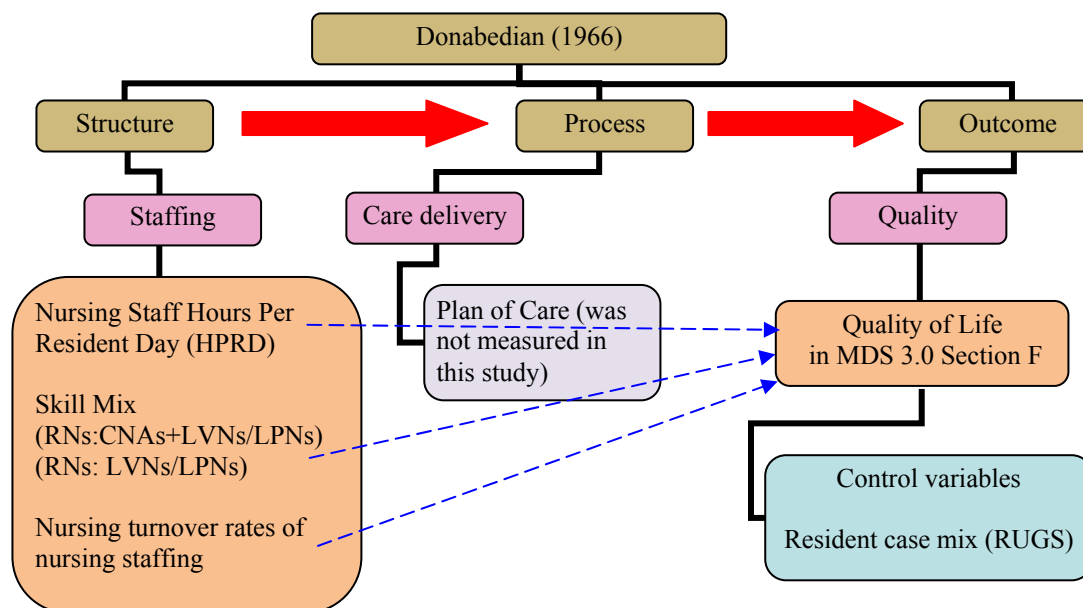 Donabedian (1966)
Structure
Process
Outcome
Staffing
Care delivery
Quality
Nursing Staff Hours Per
Resident Day (HPRD)
Skill Mix
(RNs:CNAs+LVNs/LPNs)
(RNs: LVNs/LPNs)
Nursing turnover rates of
nursing staffing
Plan of Care (was
not measured in
this study)
Quality of Life
in MDS 3.0 Section F
Control variables
Resident case mix (RUGS)